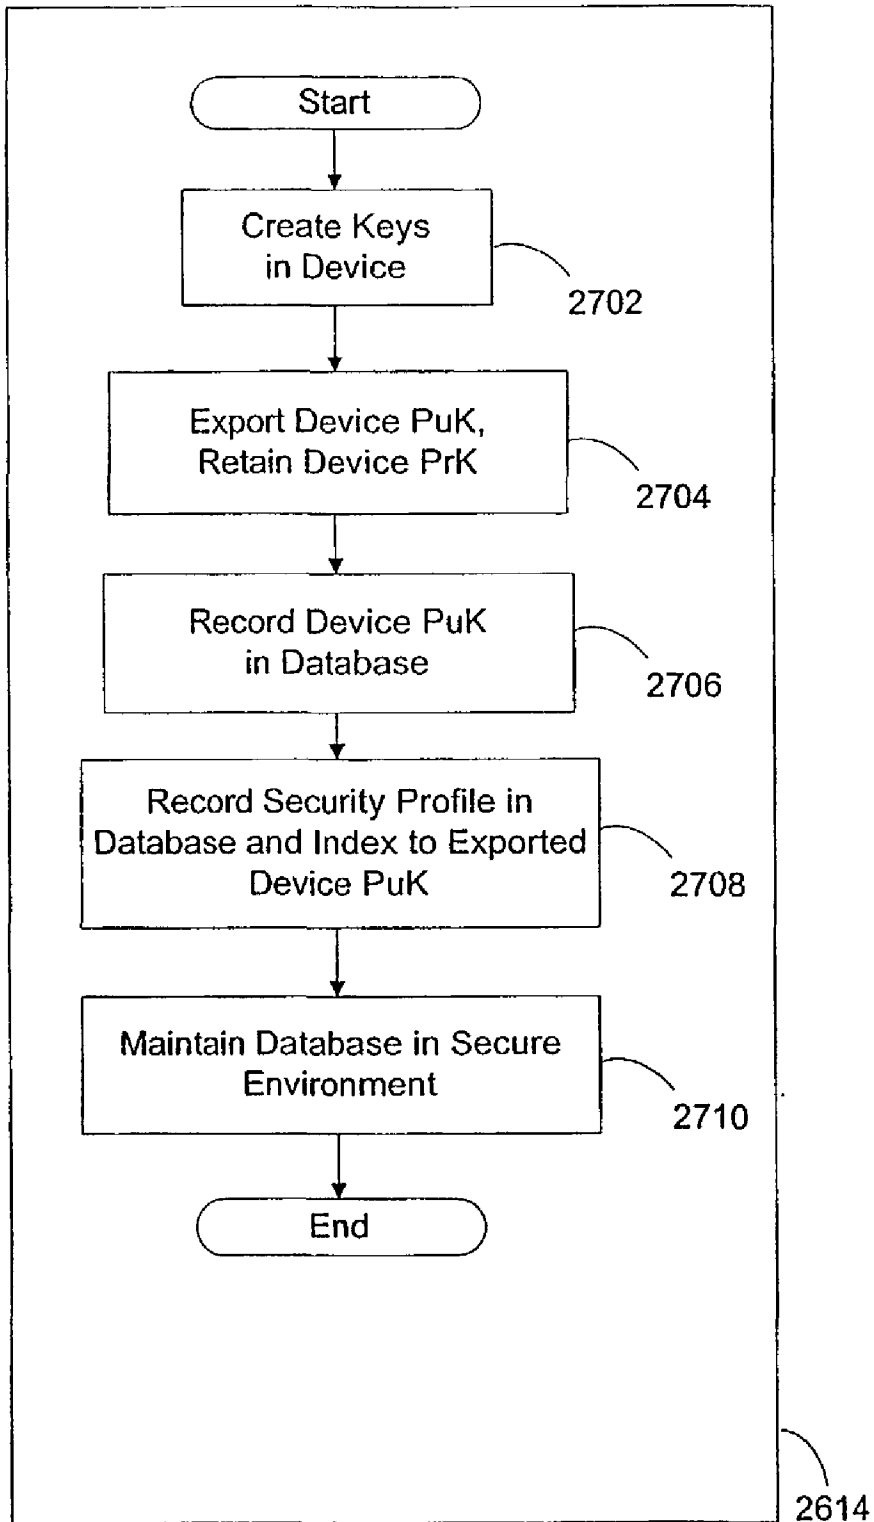 Start
Create Keys
in Device
2702
Export Device PuK,
Retain Device PrK
2704
Record Device PuK
in Database
2706
Record Security Profile in
Database and Index to Exported
Device PuK
2708
Maintain Database in Secure
Environment
2710
End
2614